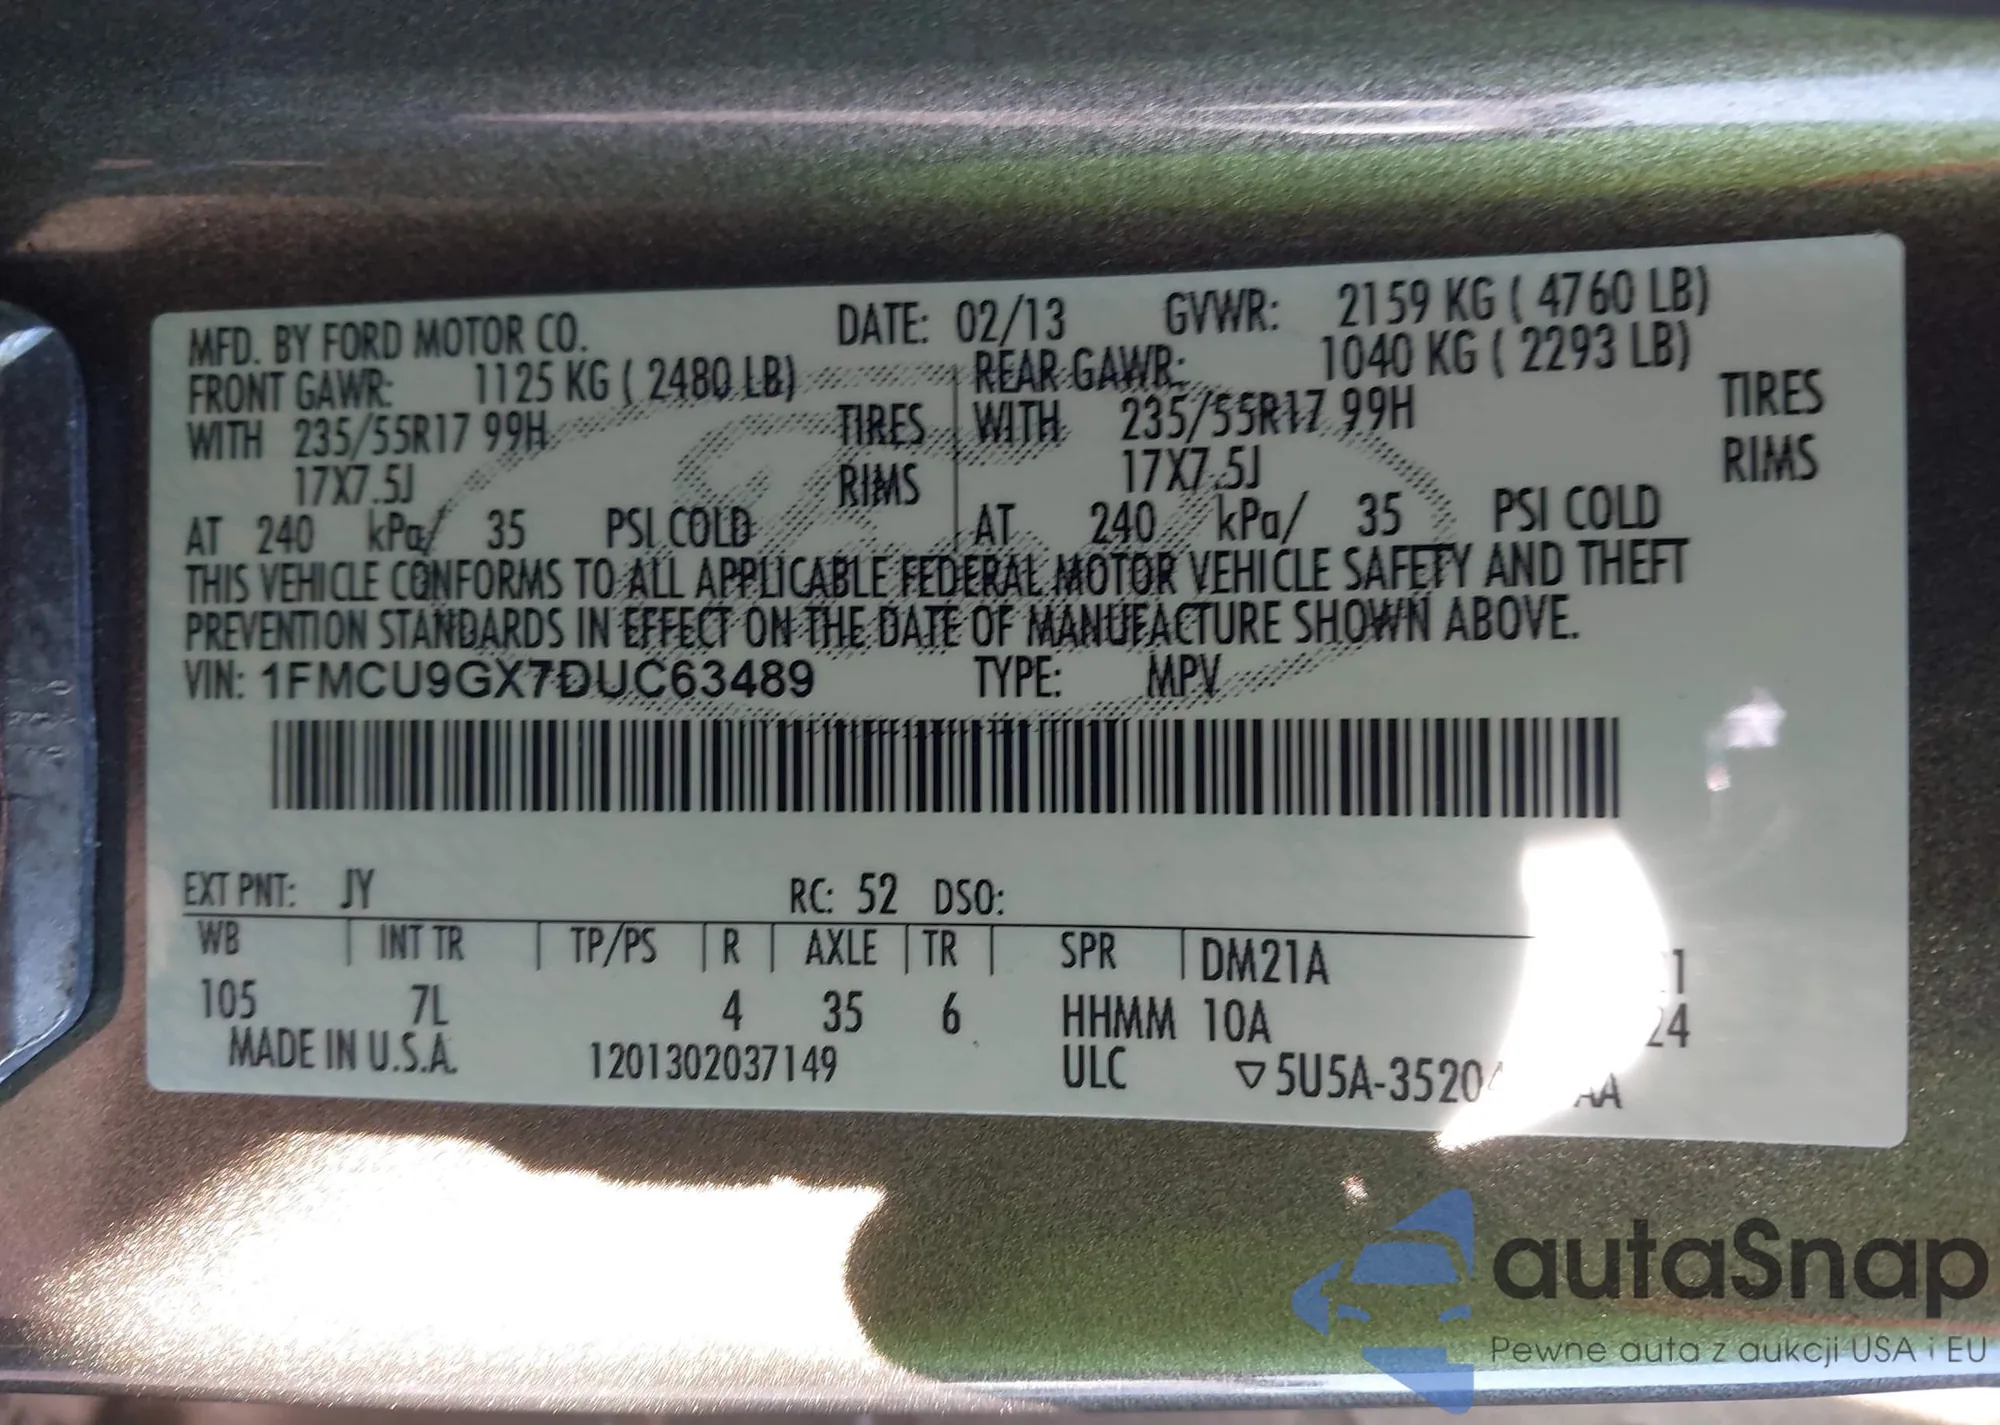 MFD. BY FORD MOTOR CO. DATE: 02/13 GVWR: 2159 KG ( 4760 LB)
FRONT GAWR: 1125 KG ( 2480 LB) REAR GAWR: 1040 KG ( 2293 LB)
WITH 235/55R17 99H TIRES WITH 235/55R17 99H TIRES
17X7.5J RIMS 17X7.5J RIMS
AT 240 kPa/ 35 PSI COLD AT 240 kPa/ 35 PSI COLD
THIS VEHICLE CONFORMS TO ALL APPLICABLE FEDERAL MOTOR VEHICLE SAFETY AND THEFT
PREVENTION STANDARDS IN EFFECT ON THE DATE OF MANUFACTURE SHOWN ABOVE.
VIN: 1FMCU9GX7DUC63489 TYPE: MPV
EXT PNT: JY RC: 52 DSO:
WB INT TR TP/PS R AXLE TR SPR DM21A
105 7L 4 35 6 HHMM 10A
MADE IN U.S.A. 1201302037149 ULC
autaSnap
Pewne auta z aukcji USA i EU